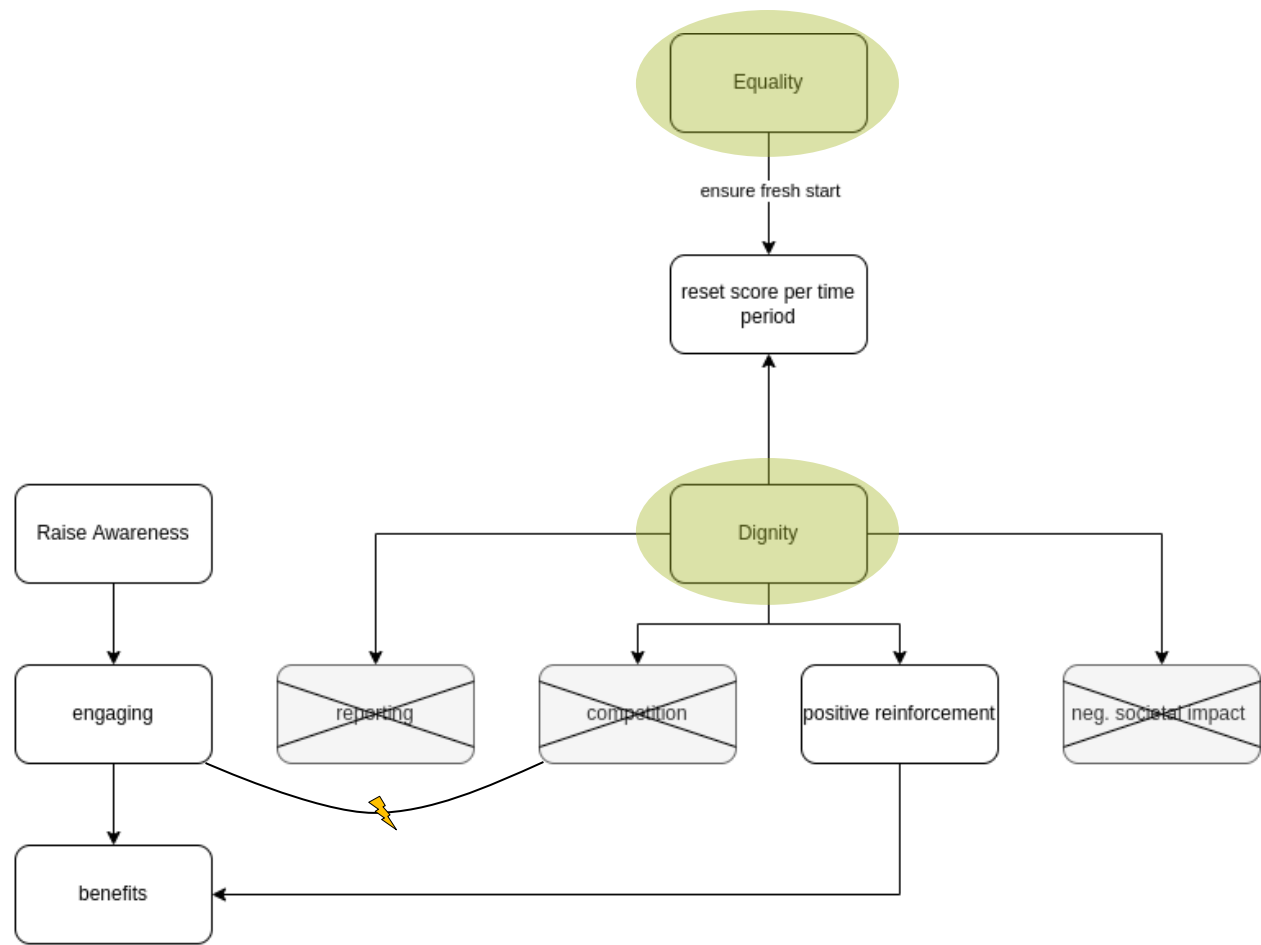 Equality
ensure fresh start
reset score per time
period
Raise Awareness
Dignity
engaging
reporting
competition
positive reinforcement
neg. societal impact
benefits